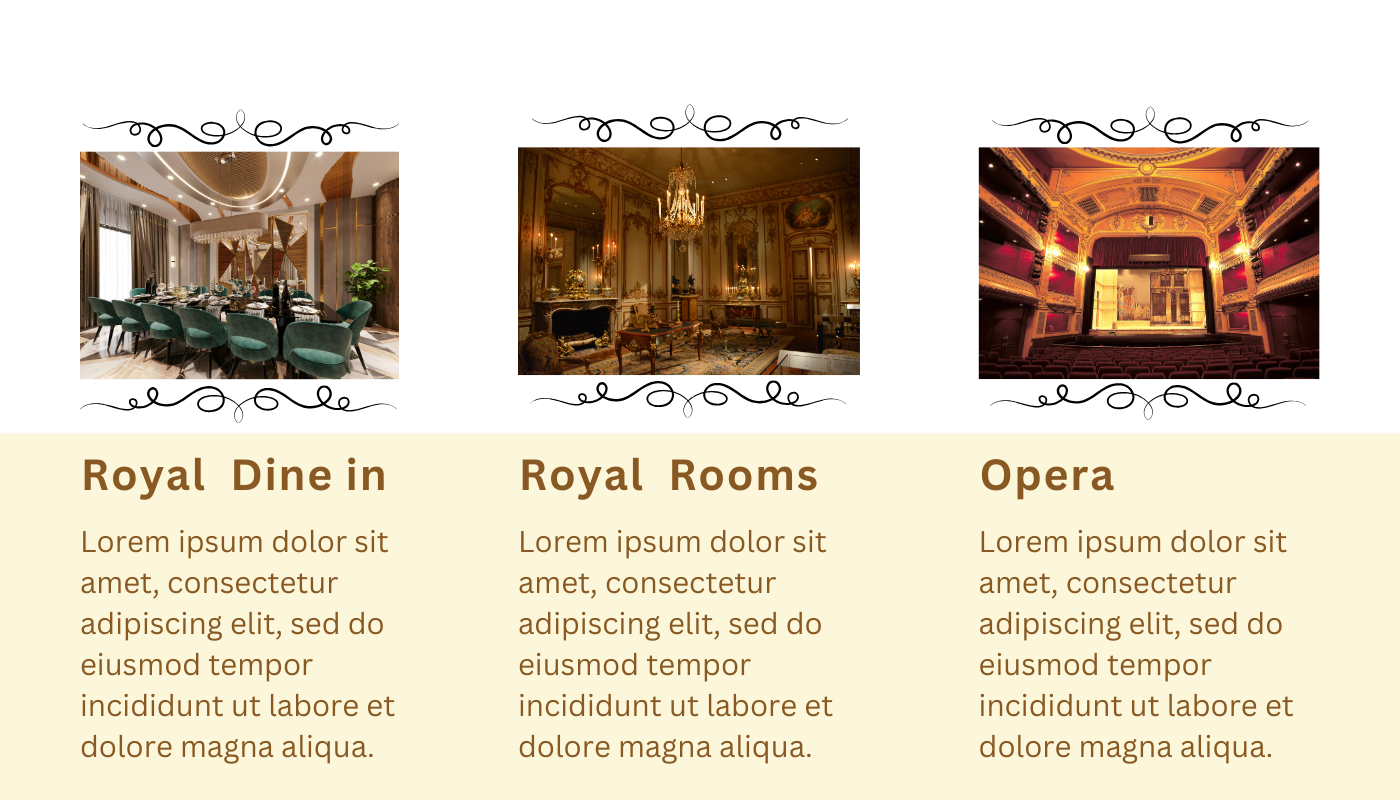 Royal  Dine in
Lorem ipsum dolor sit
amet, consectetur
adipiscing elit, sed do
eiusmod tempor
incididunt ut labore et
dolore magna aliqua.
Royal  Rooms
Lorem ipsum dolor sit
amet, consectetur
adipiscing elit, sed do
eiusmod tempor
incididunt ut labore et
dolore magna aliqua.
Opera
Lorem ipsum dolor sit
amet, consectetur
adipiscing elit, sed do
eiusmod tempor
incididunt ut labore et
dolore magna aliqua.